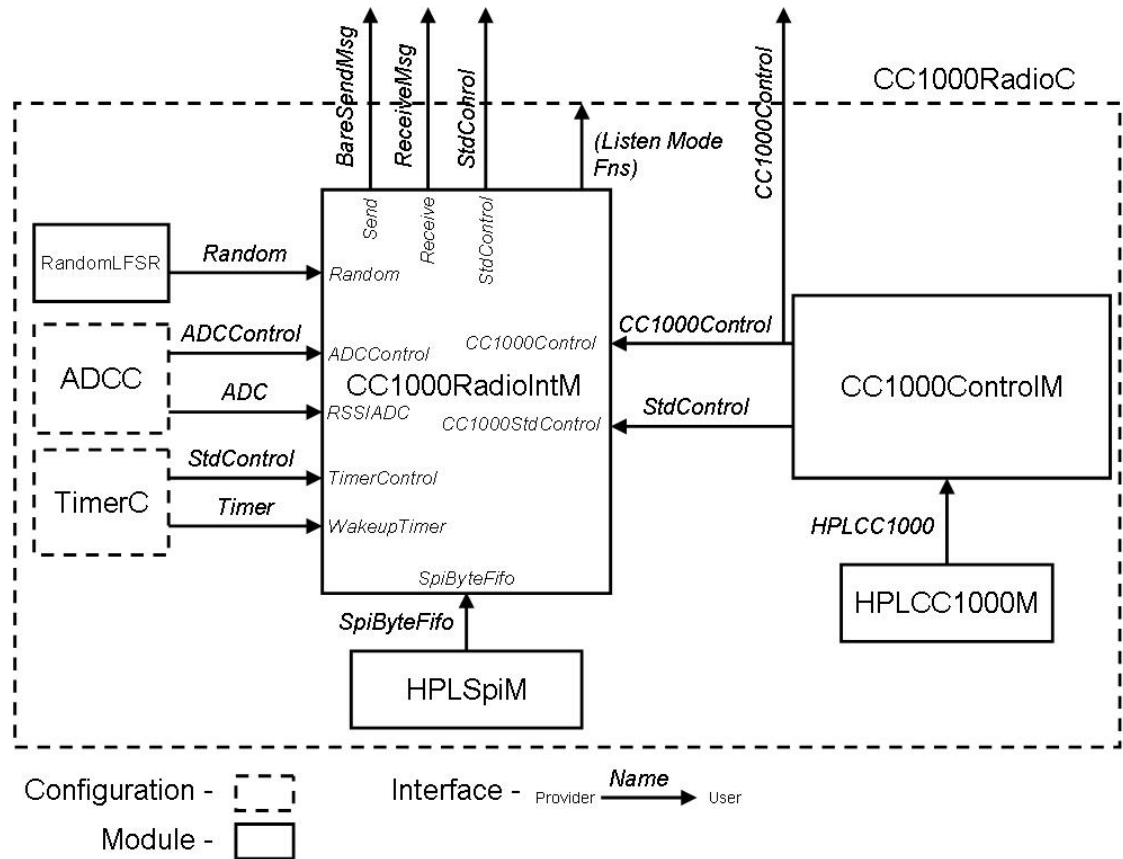 BareSendMsg
ReceiveMsg
StdControl
CC1000Control
CC1000RadioC
(Listen Mode
Fns)
Send
Receive
StdControl
RandomLFSR
Random
Random
ADCC
ADCControl
ADCControl
ADC
RSSIADC
CC1000RadioIntM
CC1000Control
CC1000Control
CC1000StdControl
StdControl
CC1000ControlM
TimerC
StdControl
TimerControl
Timer
WakeupTimer
HPLCC1000
HPLCC1000M
SpiByteFifo
SpiByteFifo
HPLSpiM
Configuration -
Interface -
Provider
Name
User
Module -